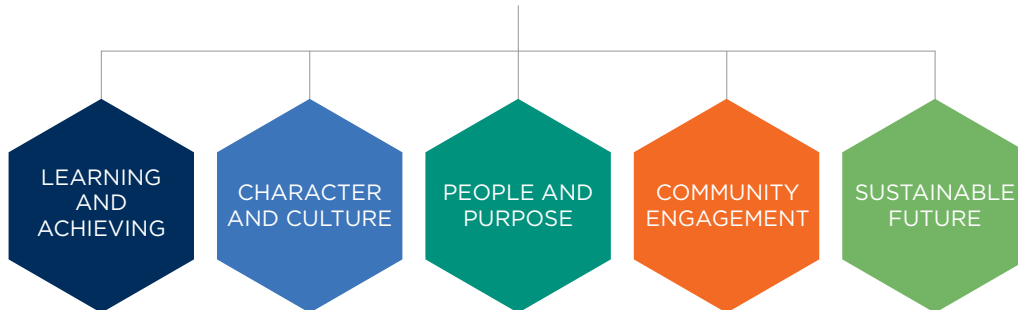 LEARNING
AND
ACHIEVING
CHARACTER
AND CULTURE
PEOPLE AND
PURPOSE
COMMUNITY
ENGAGEMENT
SUSTAINABLE
FUTURE